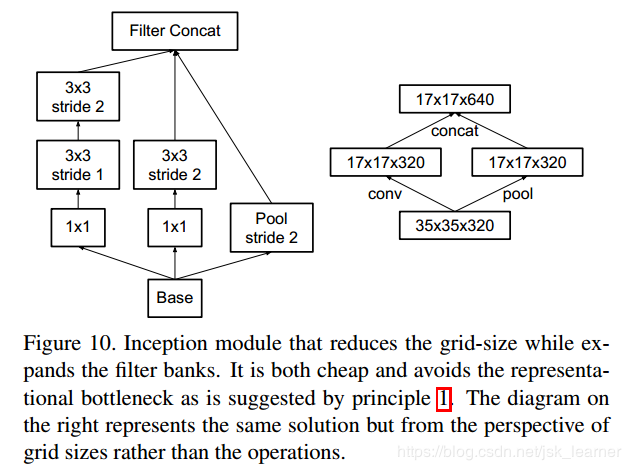 Filter Concat
3x3
stride 2
3x3
stride 1
3x3
stride 2
1x1
1x1
Pool
stride 2
Base
17x17x640
concat
17x17x320
17x17x320
conv
pool
35x35x320
Figure 10. Inception module that reduces the grid-size while ex-
pands the filter banks. It is both cheap and avoids the representa-
tional bottleneck as is suggested by principle 1. The diagram on
the right represents the same solution but from the perspective of
grid sizes rather than the operations.
https://blog.csdn.net/jsk_learner